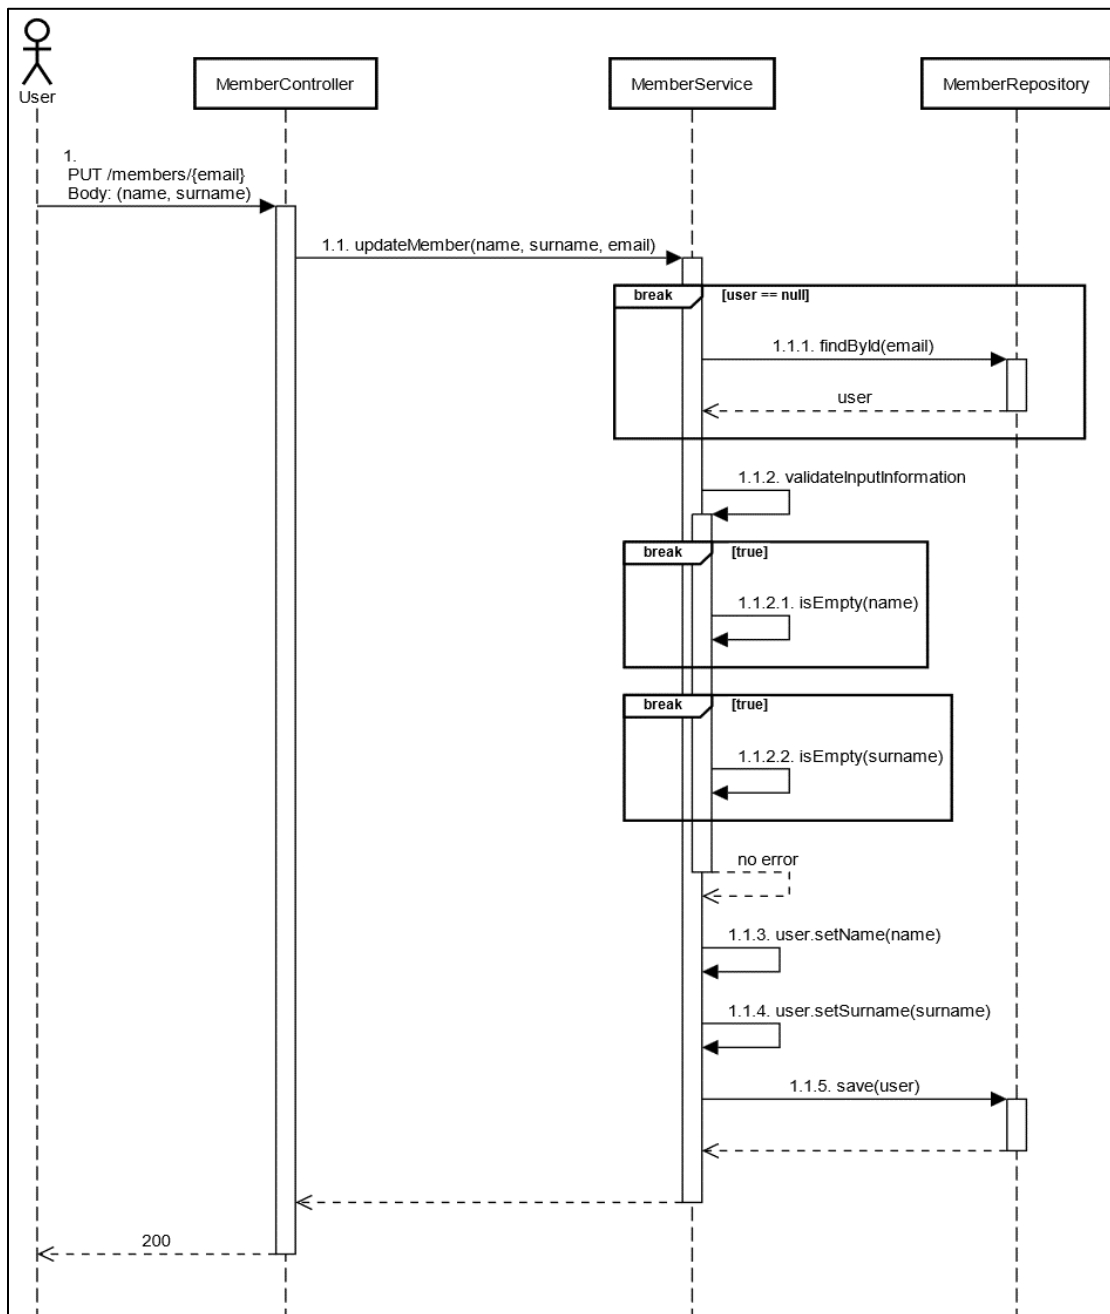 User
MemberController
MemberService
MemberRepository
1.
PUT /members/{email}
Body: (name, surname)
1.1. updateMember(name, surname, email)
break [user == null]
1.1.1. findById(email)
user
1.1.2. validateInputInformation
break [true]
1.1.2.1. isEmpty(name)
break [true]
1.1.2.2. isEmpty(surname)
no error
1.1.3. user.setName(name)
1.1.4. user.setSurname(surname)
1.1.5. save(user)
200